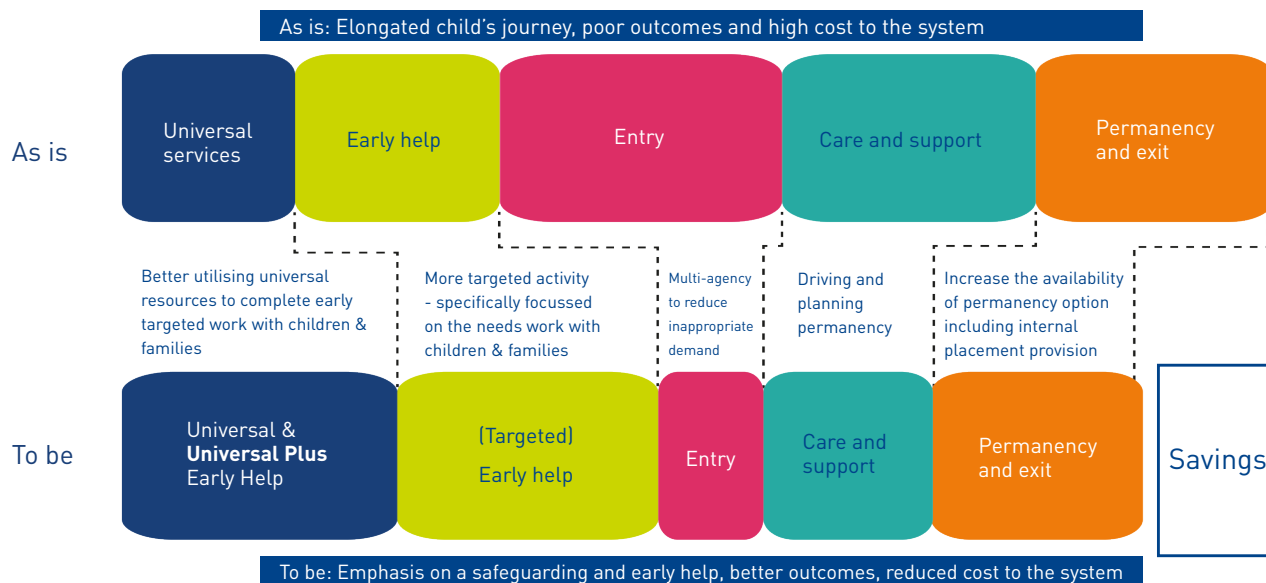 As is: Elongated child's journey, poor outcomes and high cost to the system
As is
Universal
services
Early help
Entry
Care and support
Permanency
and exit
Better utilising universal
resources to complete early
targeted work with children &
families
More targeted activity
- specifically focussed
on the needs work with
children & families
Multi-agency
to reduce
inappropriate
demand
Driving and
planning
permanency
Increase the availability
of permanency option
including internal
placement provision
To be
Universal &
Universal Plus
Early Help
(Targeted)
Early help
Entry
Care and
support
Permanency
and exit
Savings
To be: Emphasis on a safeguarding and early help, better outcomes, reduced cost to the system